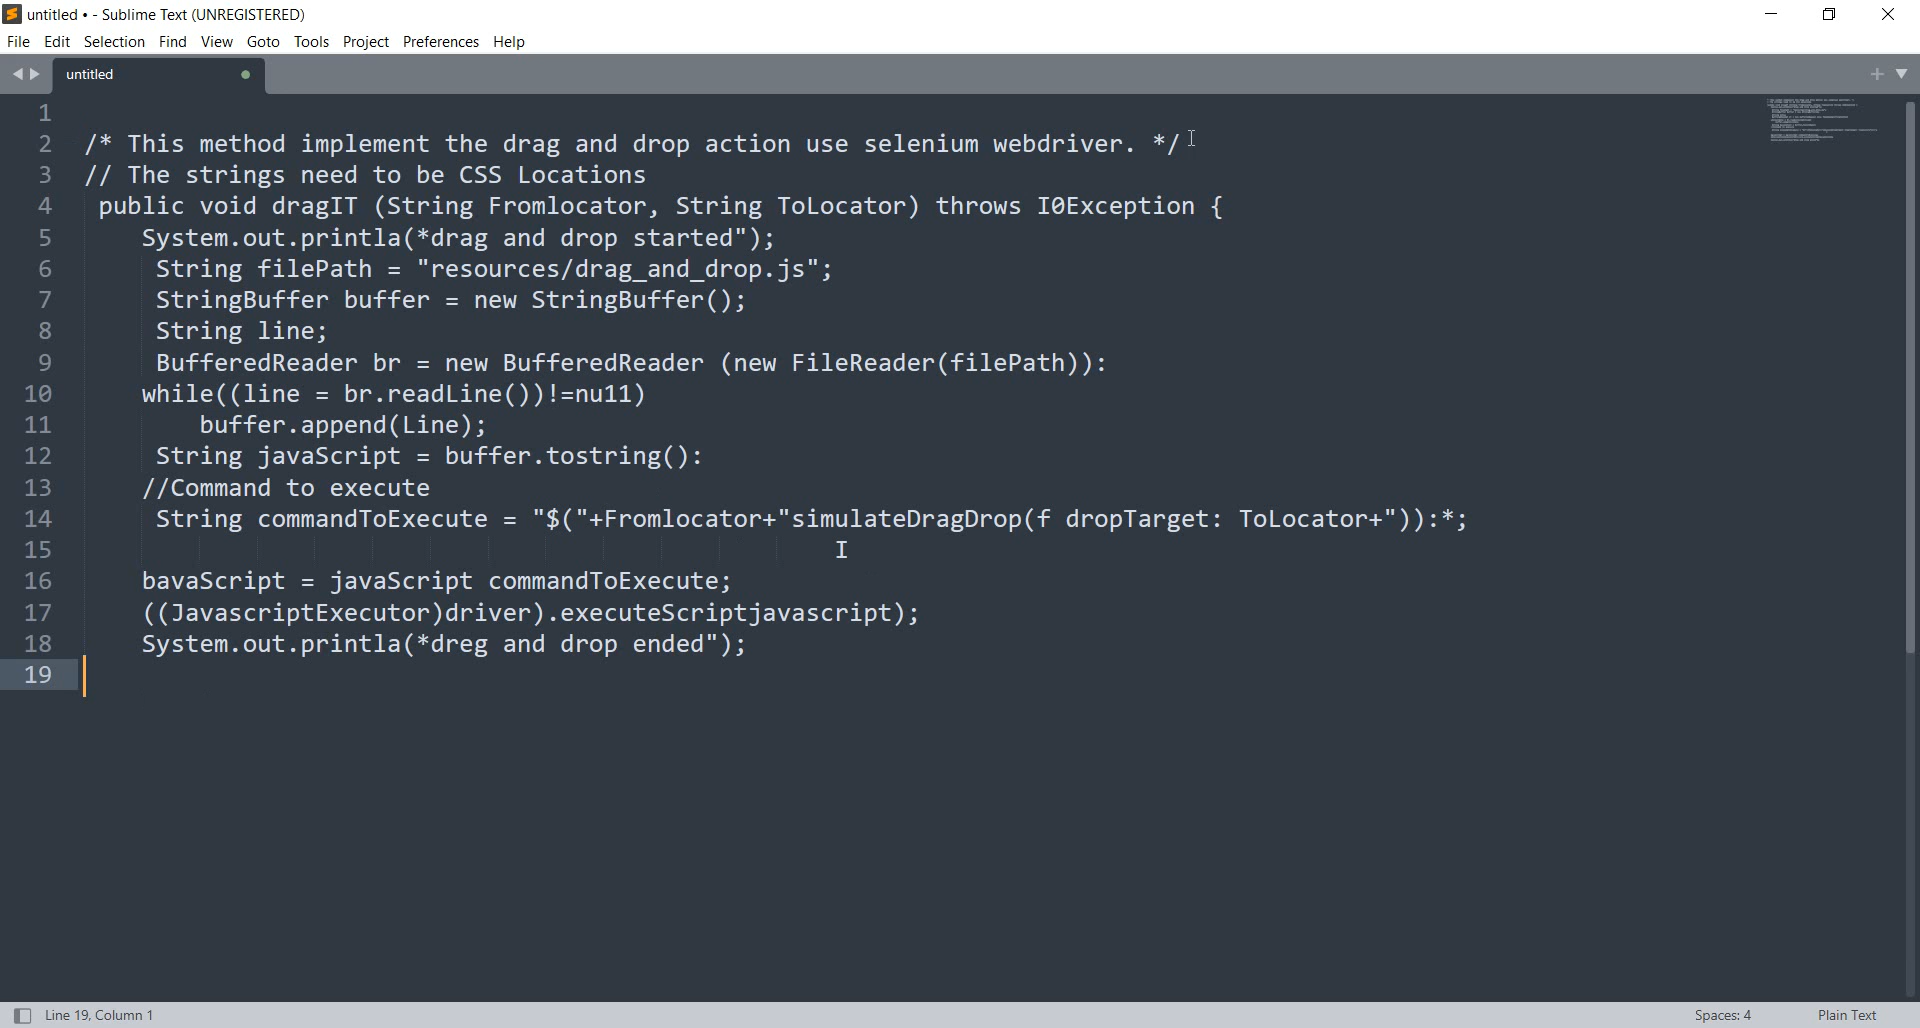 untitled • - Sublime Text (UNREGISTERED)
File Edit Selection Find View Goto Tools Project Preferences Help
untitled
1
2 /* This method implement the drag and drop action use selenium webdriver. */
3 // The strings need to be CSS Locations
4 public void dragIT (String Fromlocator, String ToLocator) throws I0Exception {
5 System.out.printla(*drag and drop started");
6 String filePath = "resources/drag_and_drop.js";
7 StringBuffer buffer = new StringBuffer();
8 String line;
9 BufferedReader br = new BufferedReader (new FileReader(filePath)):
10 while((line = br.readLine())!=nu11)
11 buffer.append(Line);
12 String javaScript = buffer.tostring():
13 //Command to execute
14 String commandToExecute = "$("+Fromlocator+"simulateDragDrop(f dropTarget: ToLocator+")):*;
15
16 bavaScript = javaScript commandToExecute;
17 ((JavascriptExecutor)driver).executeScriptjavascript);
18 System.out.printla(*dreg and drop ended");
19
Line 19, Column 1 Spaces: 4 Plain Text